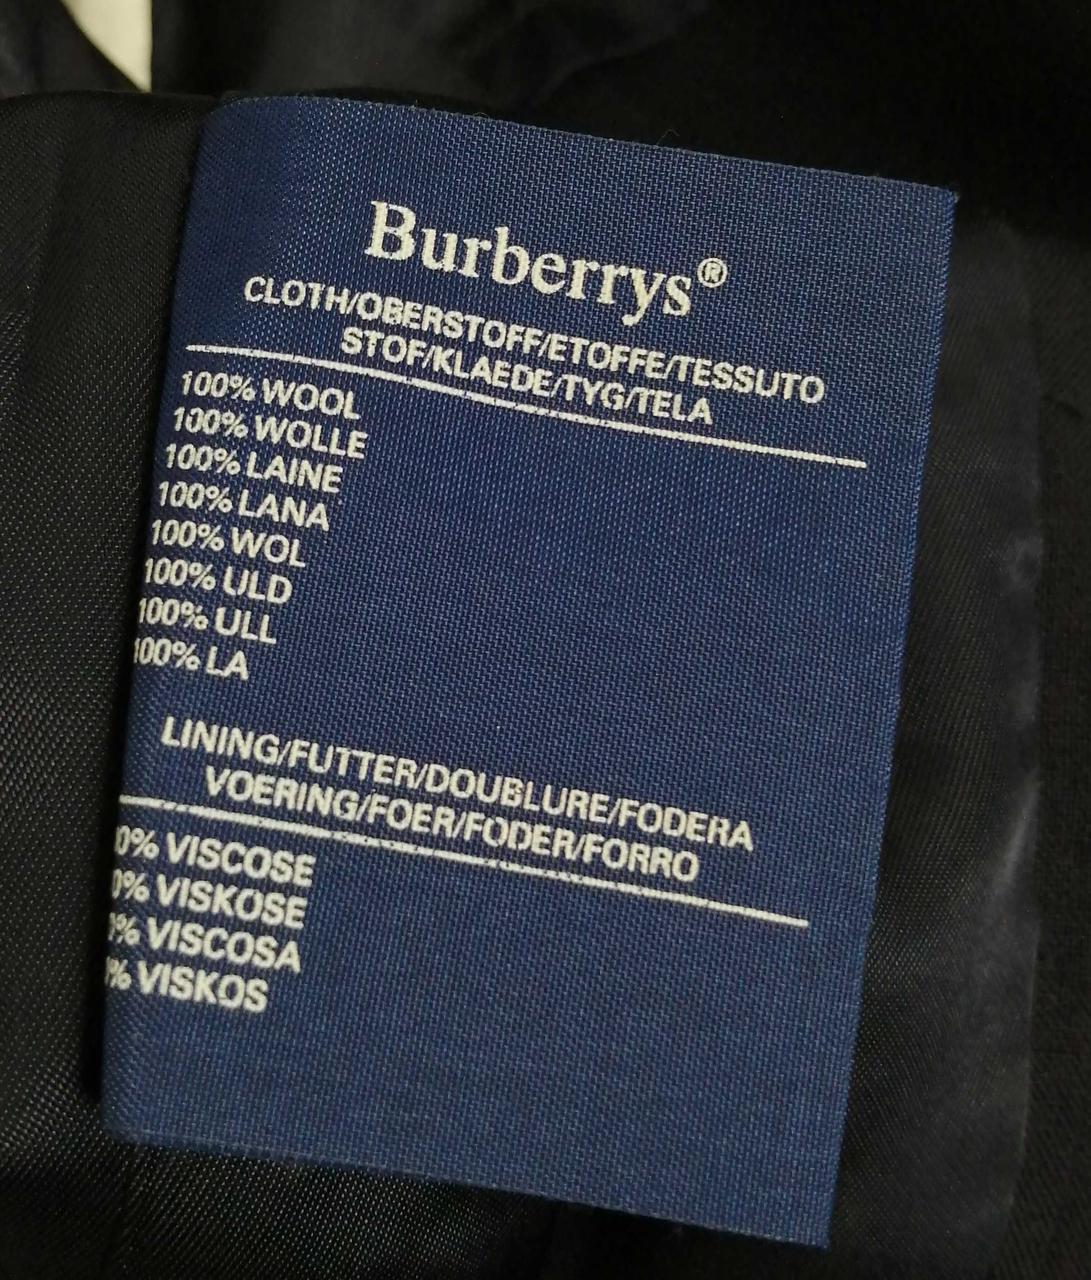 Burberrys®
CLOTH/OBERSTOFF/ETOFFE/TESSUTO
STOF/KLAEDE/TYG/TELA
100% WOOL
100% WOLLE
100% LAINE
100% LANA
100% WOL
100% ULD
100% ULL
100% LA
LINING/FUTTER/DOUBLURE/FODERA
VOERING/FOER/FODER/FORRO
0% VISCOSE
0% VISKOSE
% VISCOSA
% VISKOS